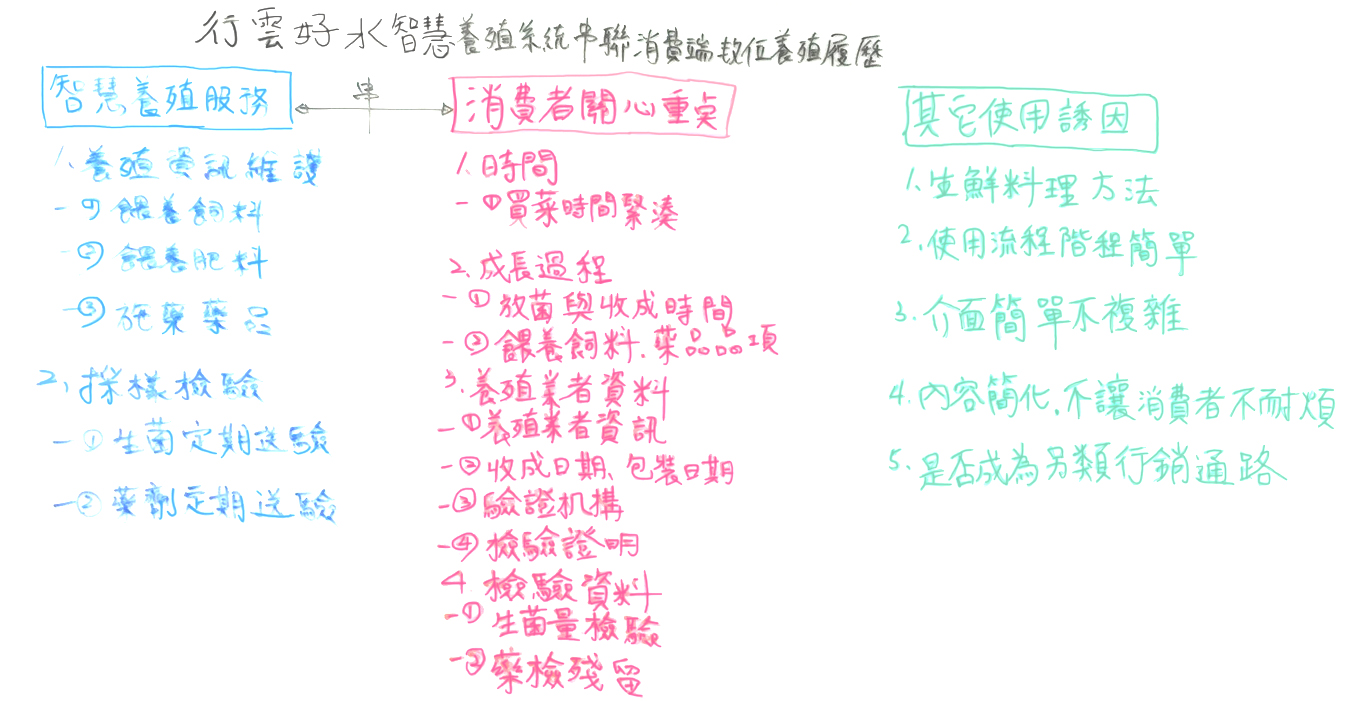 行雲好水智慧養殖系統串聯消費端數位養殖履歷
智慧養殖服務
串
1.養殖資訊維護
-①餵養飼料
-②餵養肥料
-③施藥藥品
2.採樣檢驗
-①生菌定期送驗
-②藥劑定期送驗
消費者關心重點
1.時間
-①買菜時間緊湊
2.成長過程
-①放菌與收成時間
-②餵養飼料、藥品品項
3.養殖業者資料
-①養殖業者資訊
-②收成日期、包裝日期
-③驗證机構
-④檢驗證明
4 檢驗資料
-①生菌量檢驗
-②藥檢殘留
其它使用誘因
1.生鮮料理方法
2.使用流程階程簡單
3.介面簡單不複雜
4.內容簡化,不讓消費者不耐煩
5.是否成為另類行銷通路